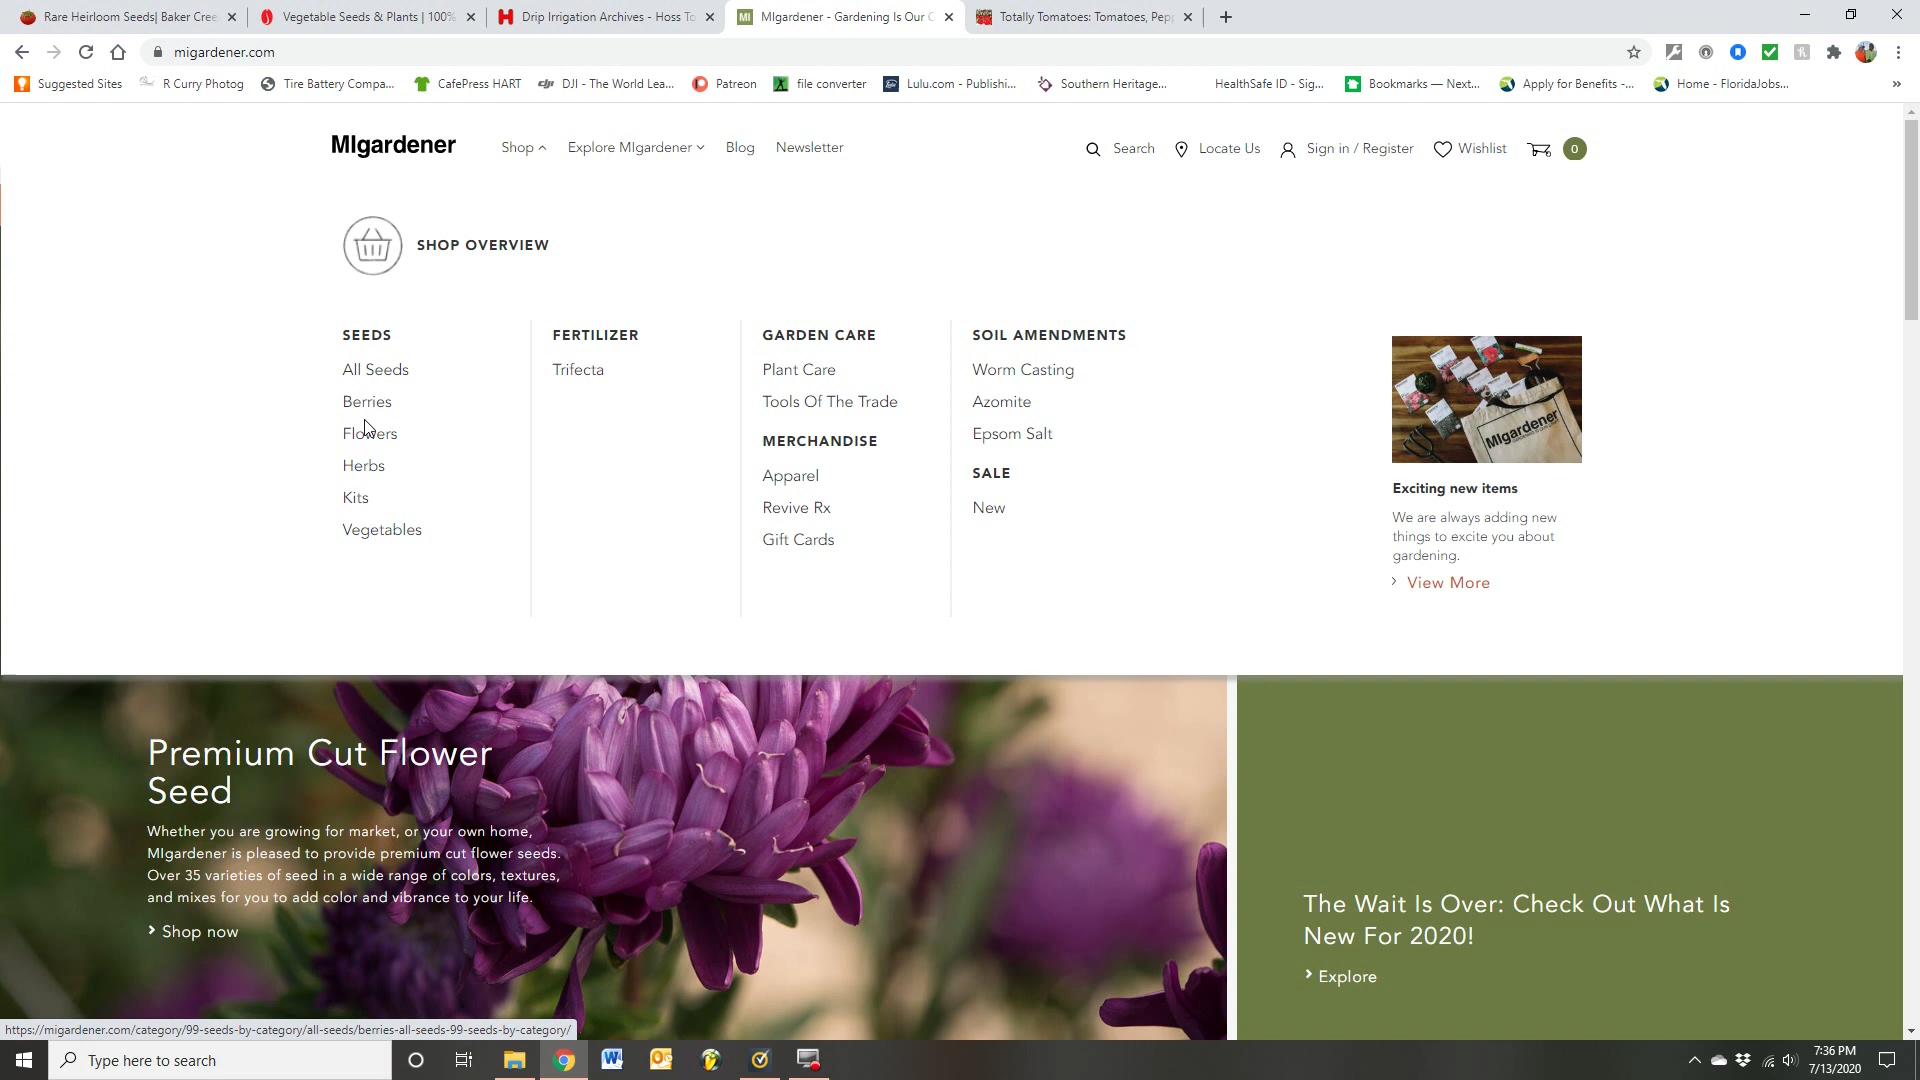 Rare Heirloom Seeds| Baker Cree
Vegetable Seeds & Plants | 100%
Drip Irrigation Archives - Hoss To
MIgardener - Gardening Is Our C
Totally Tomatoes: Tomatoes, Pep
migardener.com
Suggested Sites
R Curry Photog
Tire Battery Compa...
CafePress HART
DJI - The World Lea...
Patreon
file converter
Lulu.com - Publishi...
Southern Heritage...
HealthSafe ID - Sig...
Bookmarks — Next...
Apply for Benefits -...
Home - FloridaJobs...
»
MIgardener
Shop
Explore MIgardener
Blog
Newsletter
Search
Locate Us
Sign in / Register
Wishlist
0
SHOP OVERVIEW
SEEDS
All Seeds
Berries
Flowers
Herbs
Kits
Vegetables
FERTILIZER
Trifecta
GARDEN CARE
Plant Care
Tools Of The Trade
MERCHANDISE
Apparel
Revive Rx
Gift Cards
SOIL AMENDMENTS
Worm Casting
Azomite
Epsom Salt
SALE
New
MIgardener
Exciting new items
We are always adding new
things to excite you about
gardening.
View More
Premium Cut Flower
Seed
Whether you are growing for market, or your own home,
MIgardener is pleased to provide premium cut flower seeds.
Over 35 varieties of seed in a wide range of colors, textures,
and mixes for you to add color and vibrance to your life.
Shop now
The Wait Is Over: Check Out What Is
New For 2020!
Explore
https://migardener.com/category/99-seeds-by-category/all-seeds/berries-all-seeds-99-seeds-by-category/
Type here to search
7:36 PM
7/13/2020